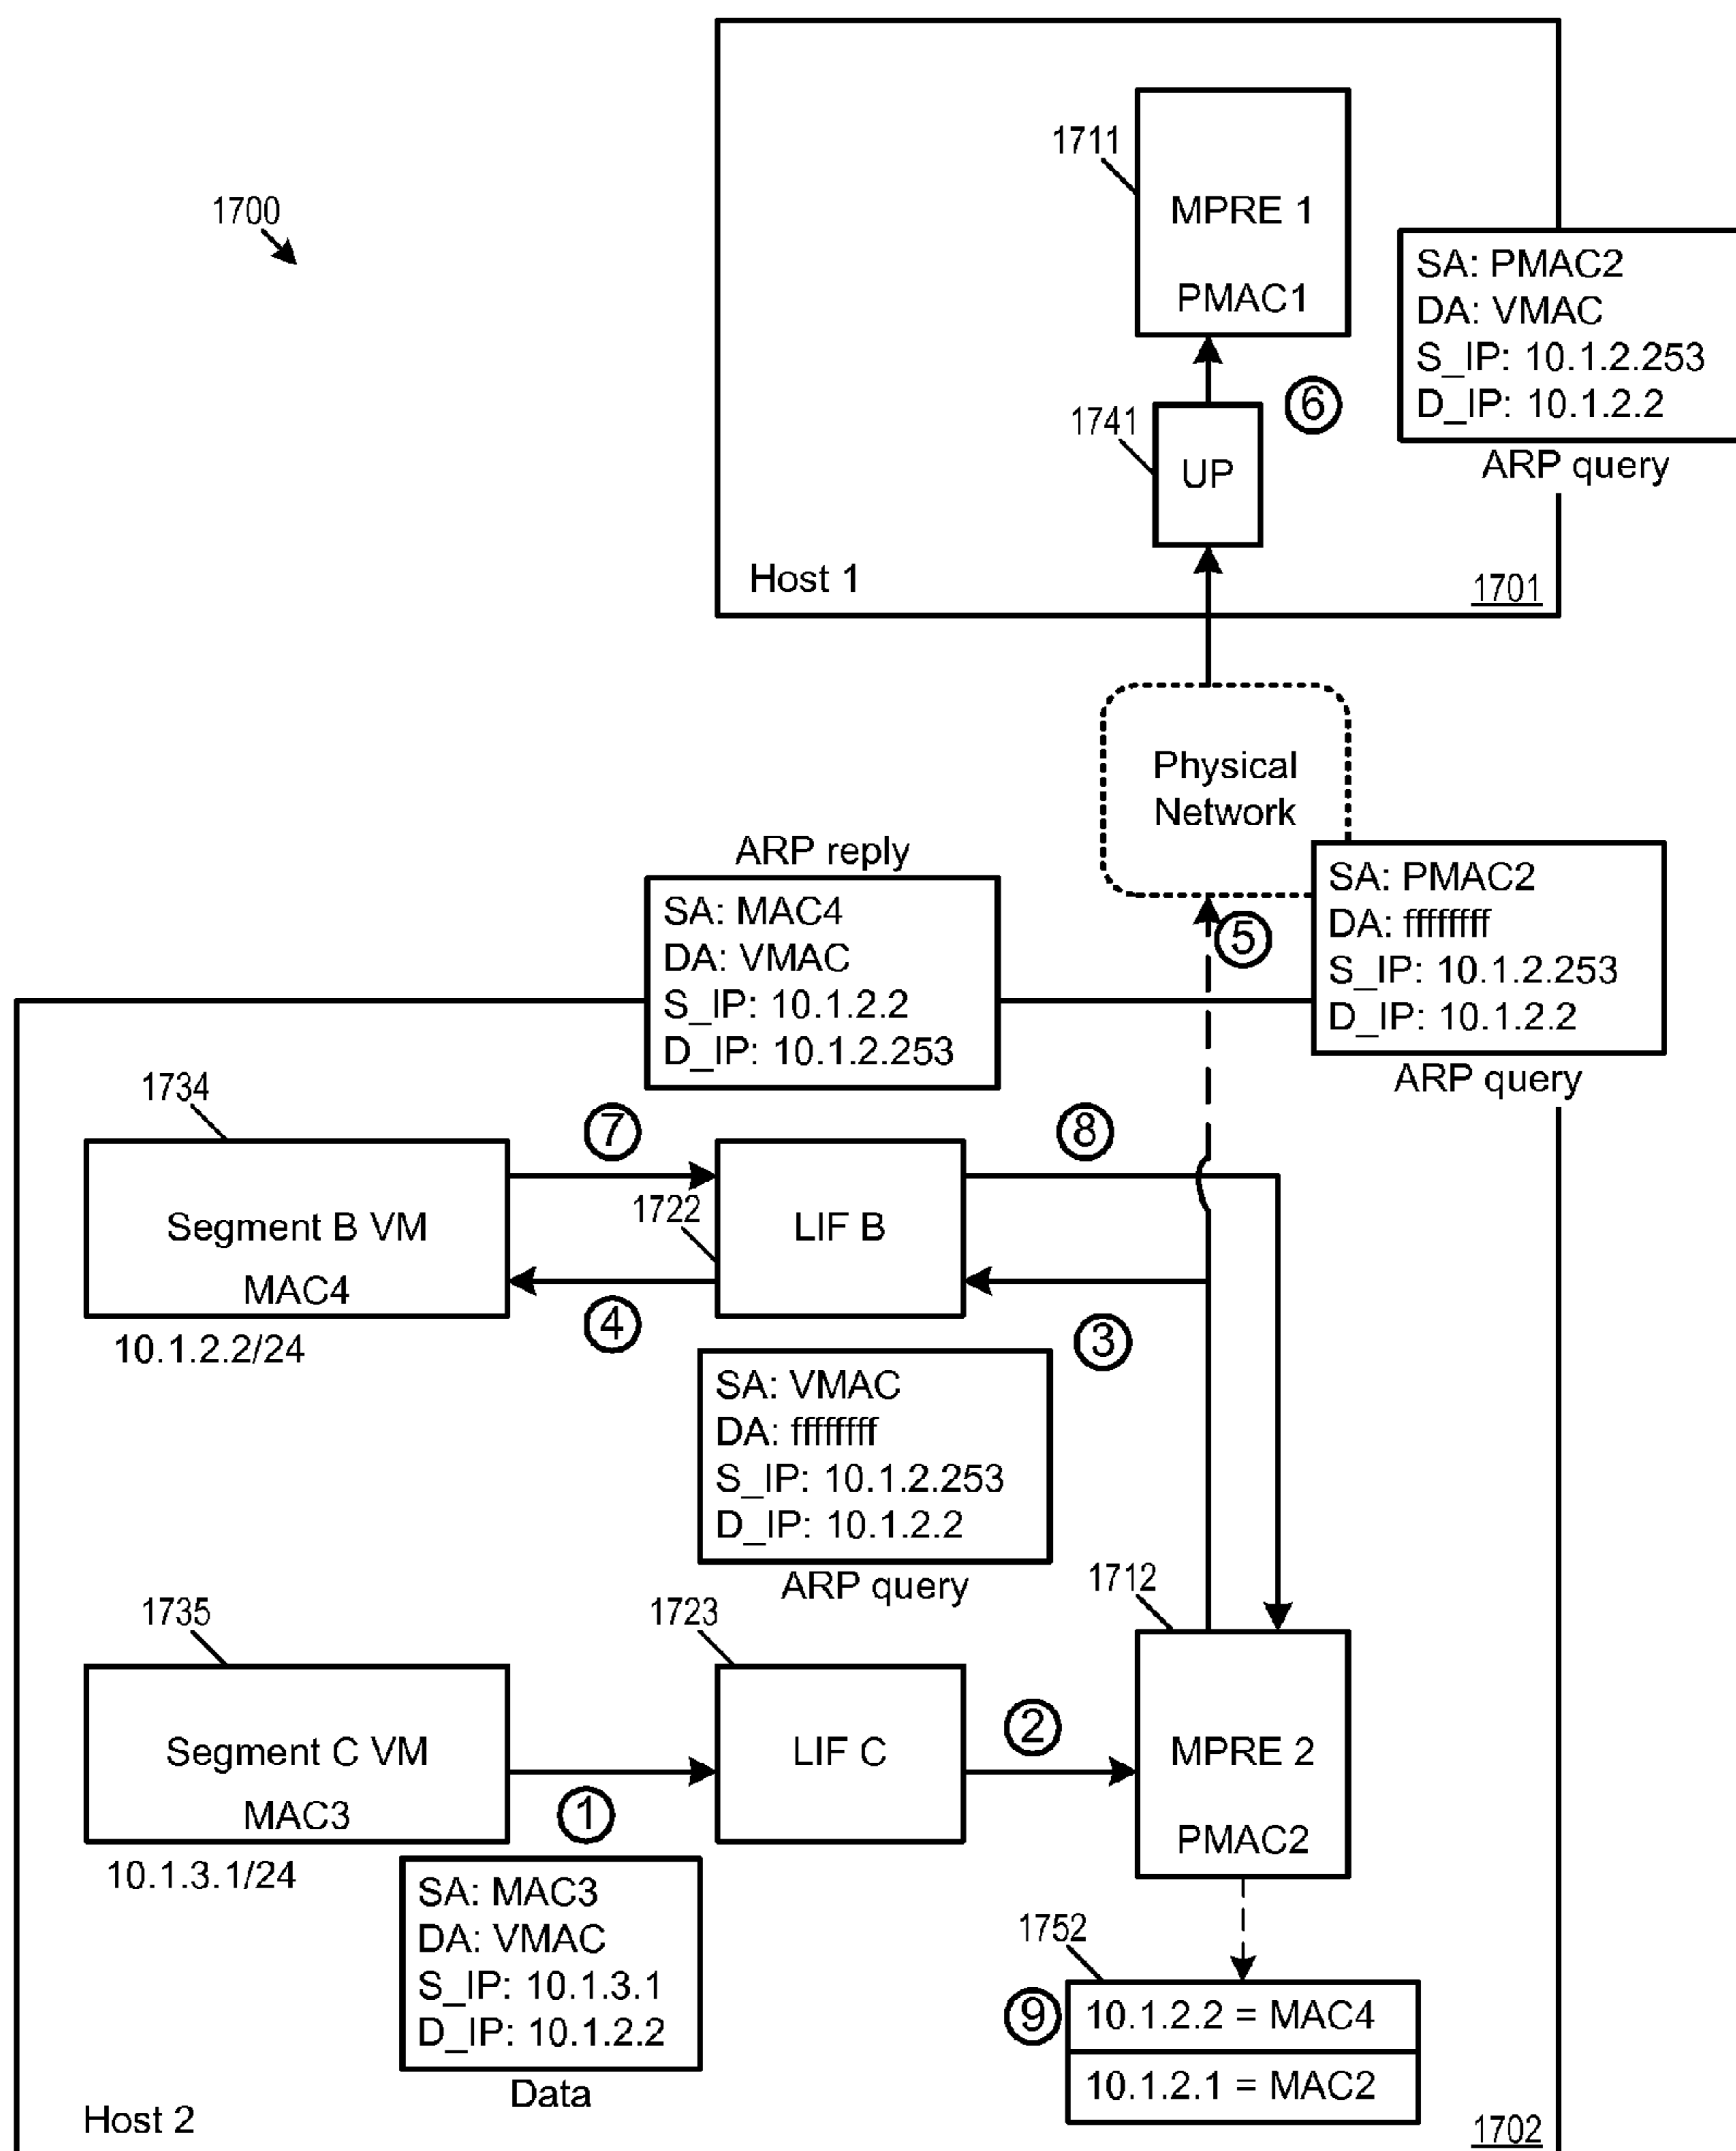 1700
1711
MPRE 1
PMAC1
SA: PMAC2
DA: VMAC
S_IP: 10.1.2.253
D_IP: 10.1.2.2
ARP query
6
1741
UP
Host 1
1701
Physical
Network
ARP reply
SA: MAC4
DA: VMAC
S_IP: 10.1.2.2
D_IP: 10.1.2.253
5
SA: PMAC2
DA: ffffffff
S_IP: 10.1.2.253
D_IP: 10.1.2.2
ARP query
1734
7
8
Segment B VM
MAC4
10.1.2.2/24
1722
LIF B
4
3
SA: VMAC
DA: ffffffff
S_IP: 10.1.2.253
D_IP: 10.1.2.2
ARP query
1735
Segment C VM
MAC3
10.1.3.1/24
1723
LIF C
1712
2
MPRE 2
PMAC2
1
SA: MAC3
DA: VMAC
S_IP: 10.1.3.1
D_IP: 10.1.2.2
Data
1752
9
10.1.2.2 = MAC4
10.1.2.1 = MAC2
Host 2
1702